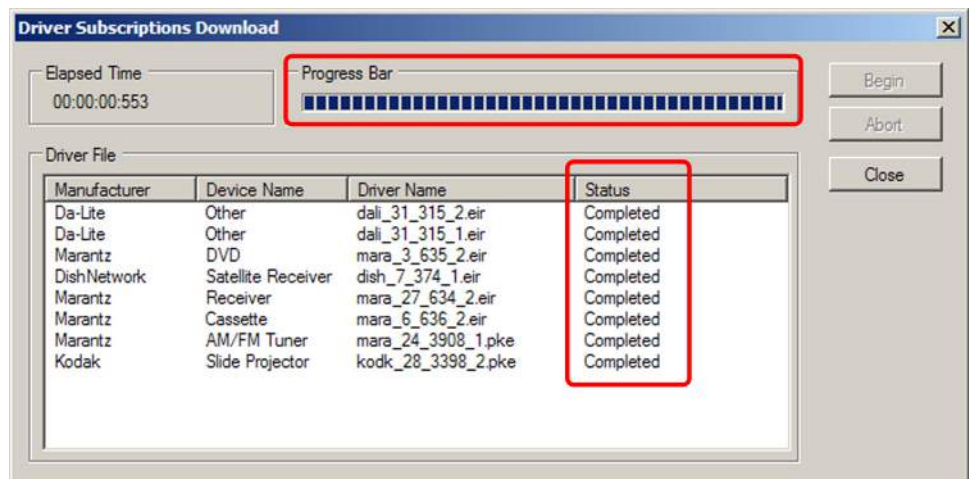 Driver Subscriptions Download
Elapsed Time
00:00:00:553
Progress Bar
Begin
Abort
Close
Driver File
Manufacturer Device Name Driver Name Status
Da-Lite Other dali_31_315_2.eir Completed
Da-Lite Other dali_31_315_1.eir Completed
Marantz DVD mara_3_635_2.eir Completed
DishNetwork Satellite Receiver dish_7_374_1.eir Completed
Marantz Receiver mara_27_634_2.eir Completed
Marantz Cassette mara_6_636_2.eir Completed
Marantz AM/FM Tuner mara_24_3908_1.pke Completed
Kodak Slide Projector kodk_28_3398_2.pke Completed